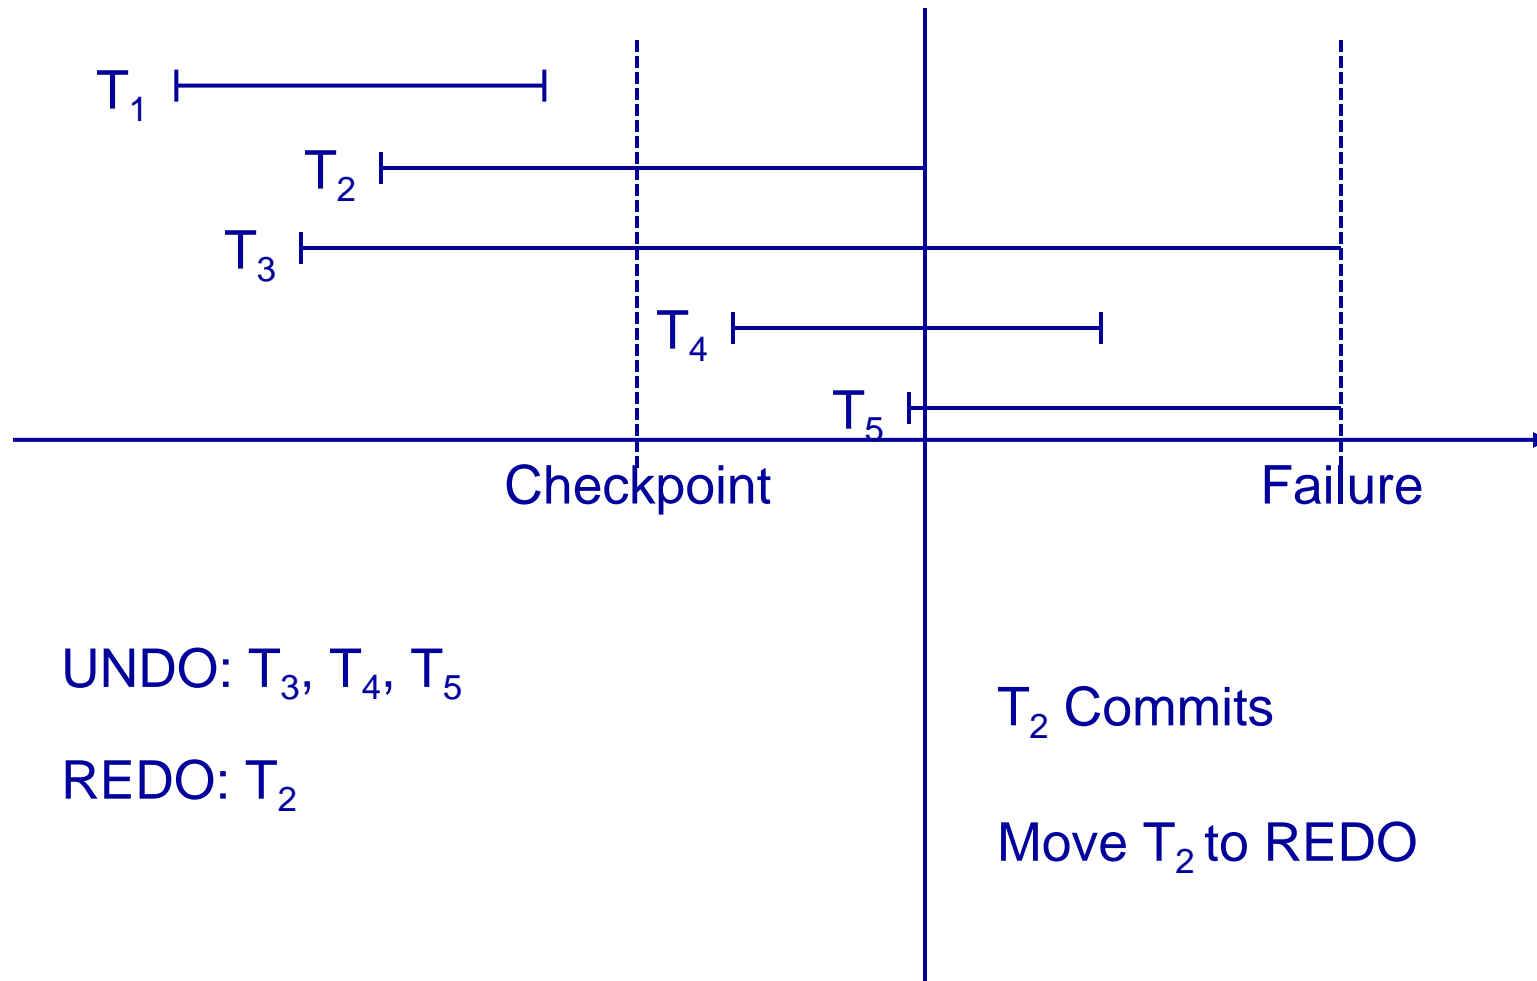 T1
T2
T3
T4
T5
Checkpoint
Failure
UNDO: T3, T4, T5
REDO: T2
T2 Commits
Move T2 to REDO